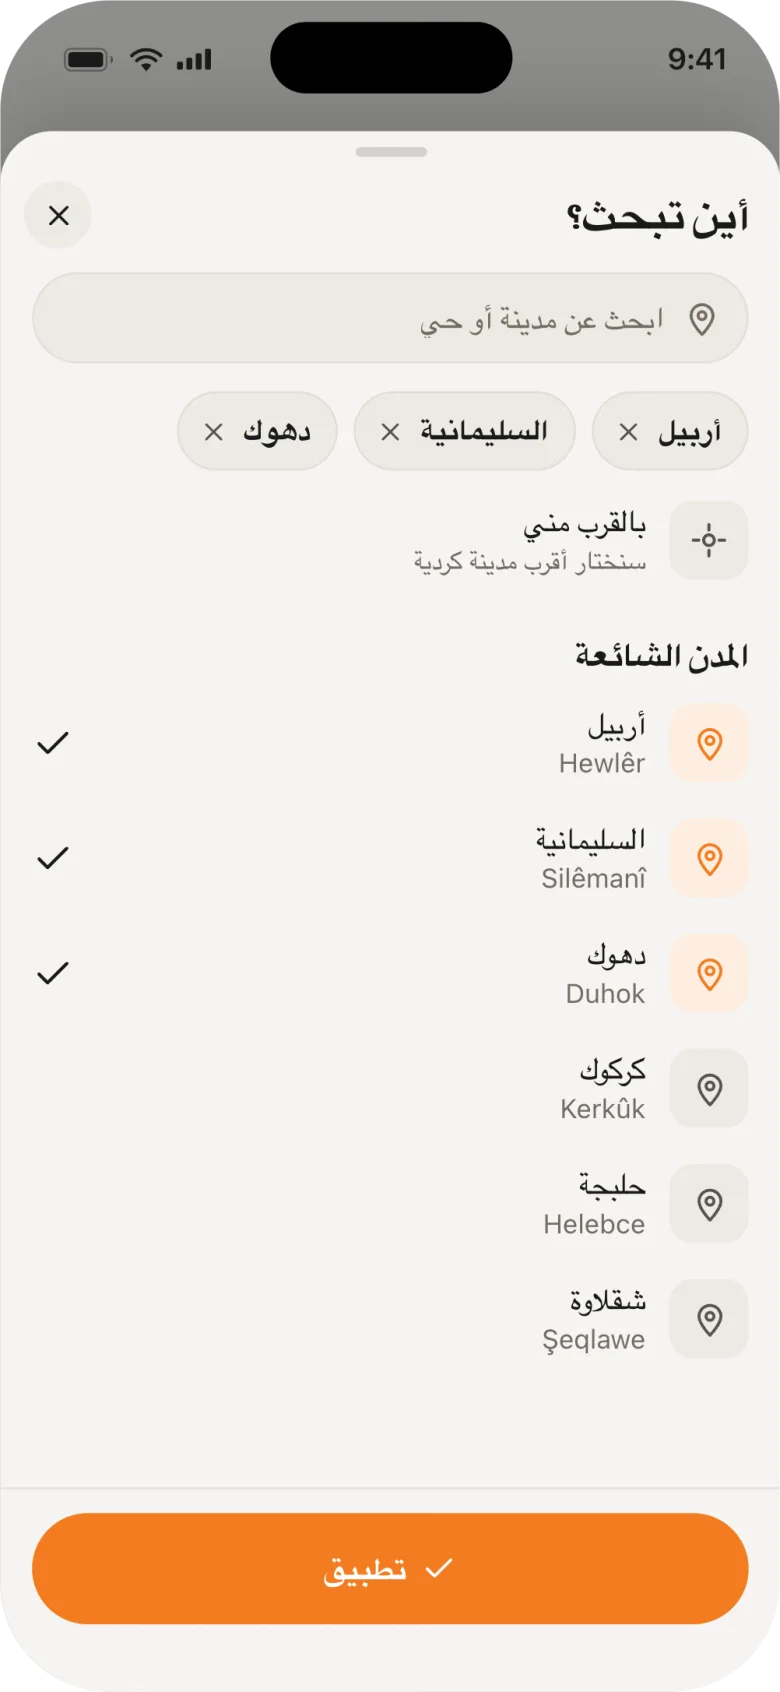 9:41
أين تبحث؟
ابحث عن مدينة أو حي
أربيل
السليمانية
دهوك
بالقرب مني
سنختار أقرب مدينة كردية
المدن الشائعة
أربيل
Hewlêr
السليمانية
Silêmanî
دهوك
Duhok
كركوك
Kerkûk
حلبجة
Helebce
شقلاوة
Şeqlawe
تطبيق